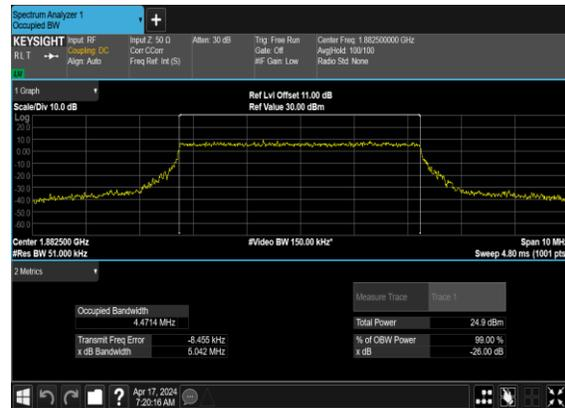 Spectrum Analyzer 1
Occupied BW
+
KEYSIGHT Input: RF Input Z: 50 Ω Atten: 30 dB Trig: Free Run Center Freq: 1.882500000 GHz
RLT Coupling: DC Corr CCorr Gate: Off Avg|Hold: 100/100
Align: Auto Freq Ref: Int (S) #IF Gain: Low Radio Std: None
1 Graph
Ref Lvl Offset 11.00 dB
Scale/Div 10.0 dB Ref Value 30.00 dBm
Log
20.0
10.0
0.00
-10.0
-20.0
-30.0
-40.0
-50.0
-60.0
Center 1.882500 GHz #Video BW 150.00 kHz* Span 10 MHz
#Res BW 51.000 kHz Sweep 4.80 ms (1001 pts)
2 Metrics
Measure Trace Trace 1
Occupied Bandwidth
4.4714 MHz Total Power 24.9 dBm
Transmit Freq Error -8.455 kHz % of OBW Power 99.00 %
x dB Bandwidth 5.042 MHz x dB -26.00 dB
? Apr 17, 2024
7:20:16 AM